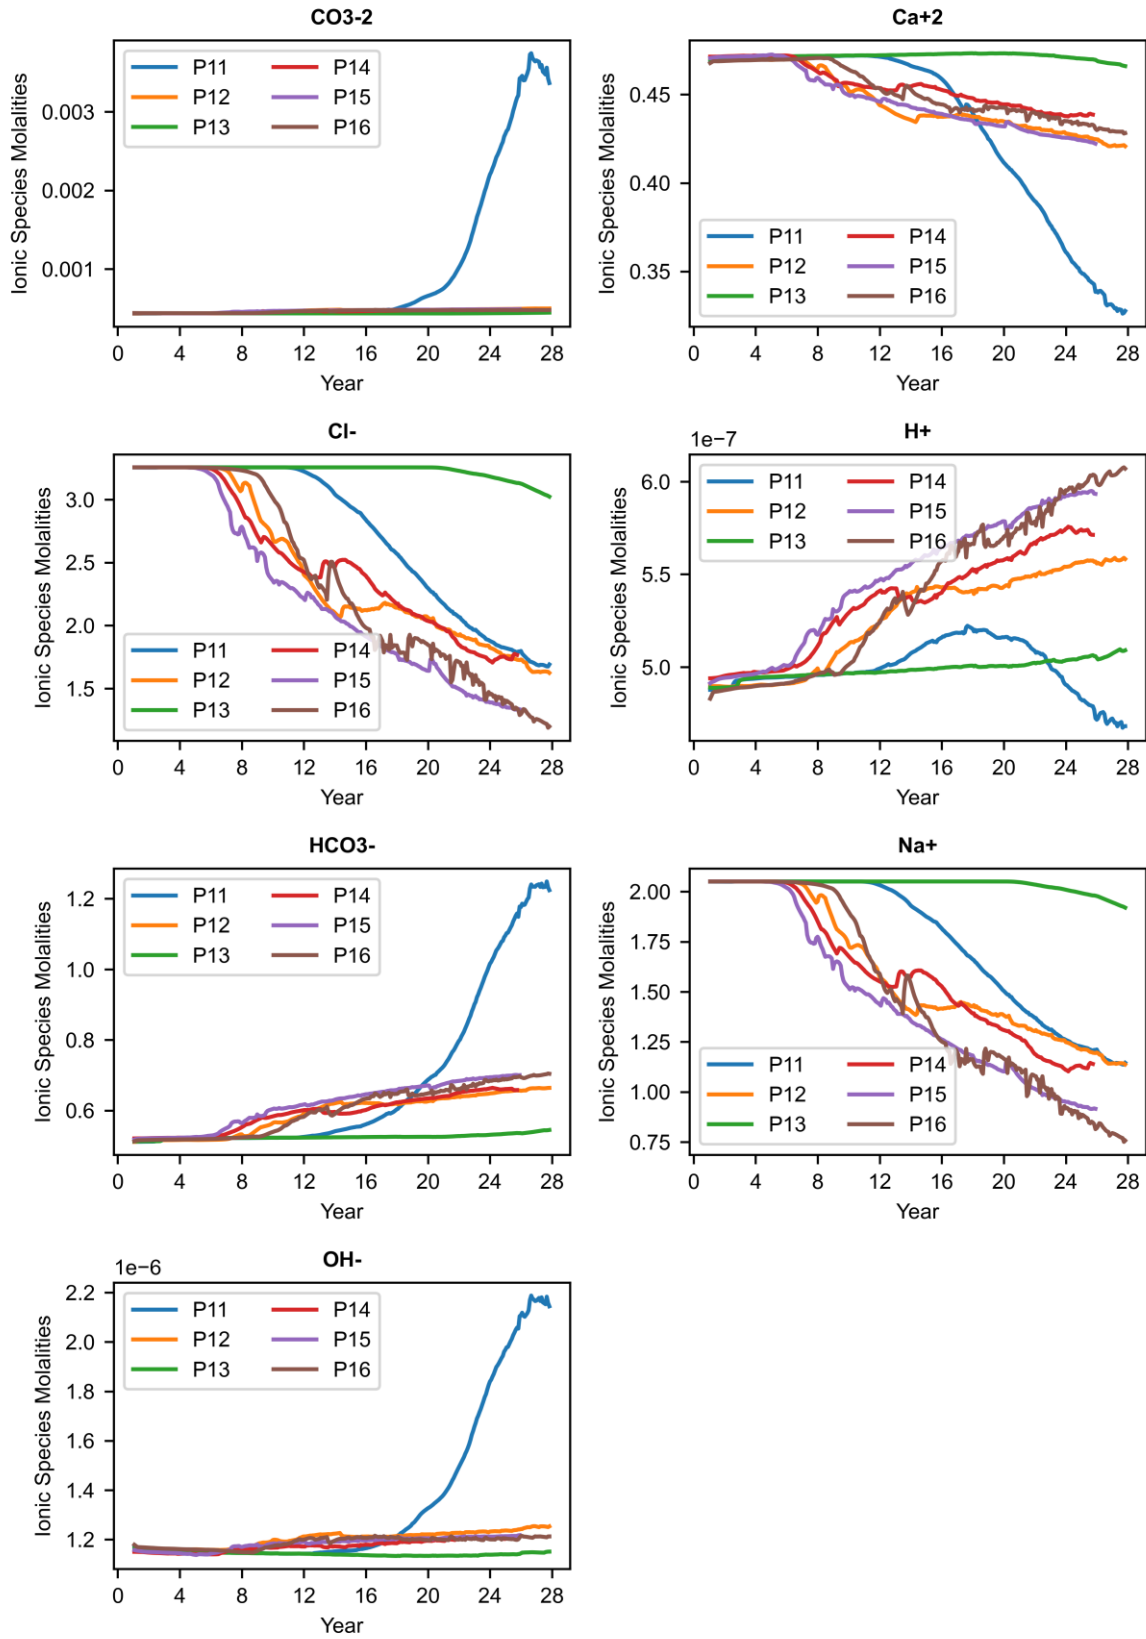 CO3-2
Ionic Species Molalities
0.003
0.002
0.001
P11 P14
P12 P15
P13 P16
0 4 8 12 16 20 24 28
Year
Ca+2
Ionic Species Molalities
0.45
0.40
0.35
P11 P14
P12 P15
P13 P16
0 4 8 12 16 20 24 28
Year
Cl-
Ionic Species Molalities
3.0
2.5
2.0
1.5
P11 P14
P12 P15
P13 P16
0 4 8 12 16 20 24 28
Year
H+
1e−7
Ionic Species Molalities
6.0
5.5
5.0
P11 P14
P12 P15
P13 P16
0 4 8 12 16 20 24 28
Year
HCO3-
Ionic Species Molalities
1.2
1.0
0.8
0.6
P11 P14
P12 P15
P13 P16
0 4 8 12 16 20 24 28
Year
Na+
Ionic Species Molalities
2.00
1.75
1.50
1.25
1.00
0.75
P11 P14
P12 P15
P13 P16
0 4 8 12 16 20 24 28
Year
OH-
1e−6
Ionic Species Molalities
2.2
2.0
1.8
1.6
1.4
1.2
P11 P14
P12 P15
P13 P16
0 4 8 12 16 20 24 28
Year